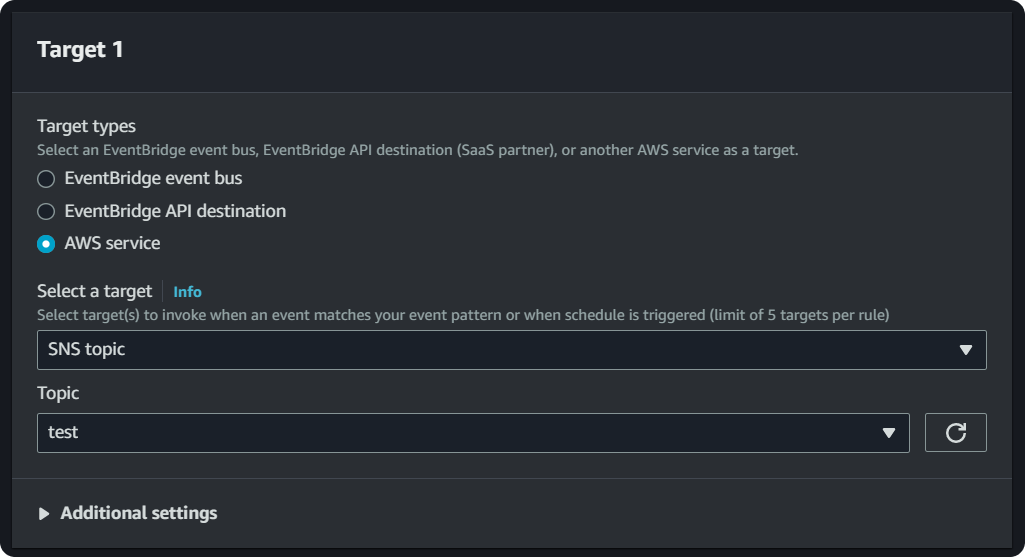 Target 1
Target types
Select an EventBridge event bus, EventBridge API destination (SaaS partner), or another AWS service as a target.
EventBridge event bus
EventBridge API destination
AWS service
Select a target Info
Select target(s) to invoke when an event matches your event pattern or when schedule is triggered (limit of 5 targets per rule)
SNS topic
Topic
test
Additional settings